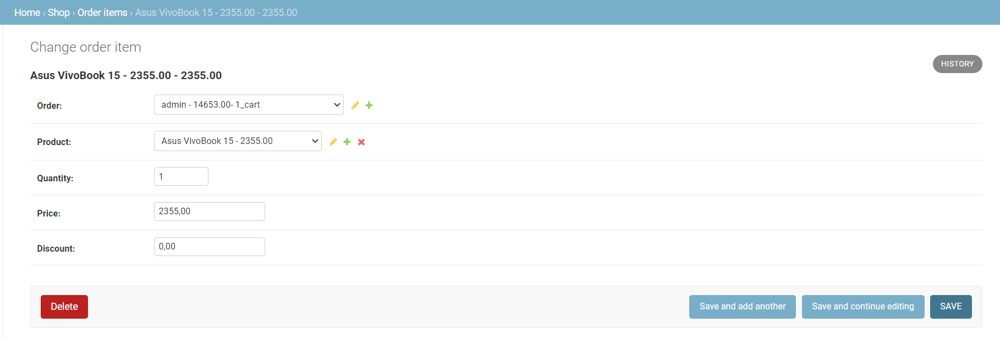 Home › Shop › Order items › Asus VivoBook 15 - 2355.00 - 2355.00
Change order item
HISTORY
Asus VivoBook 15 - 2355.00 - 2355.00
Order: admin - 14653.00- 1_cart
Product: Asus VivoBook 15 - 2355.00
Quantity: 1
Price: 2355,00
Discount: 0,00
Delete Save and add another Save and continue editing SAVE